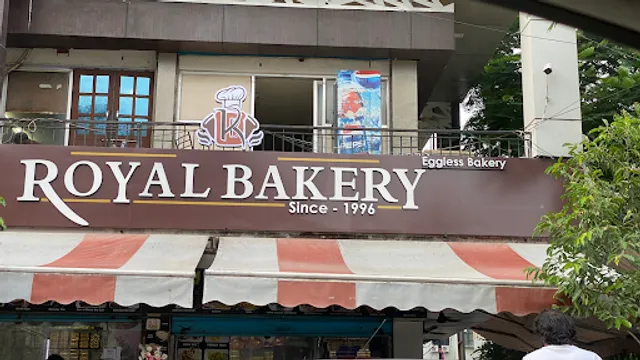 ROYAL BAKERY
Eggless Bakery
Since - 1996